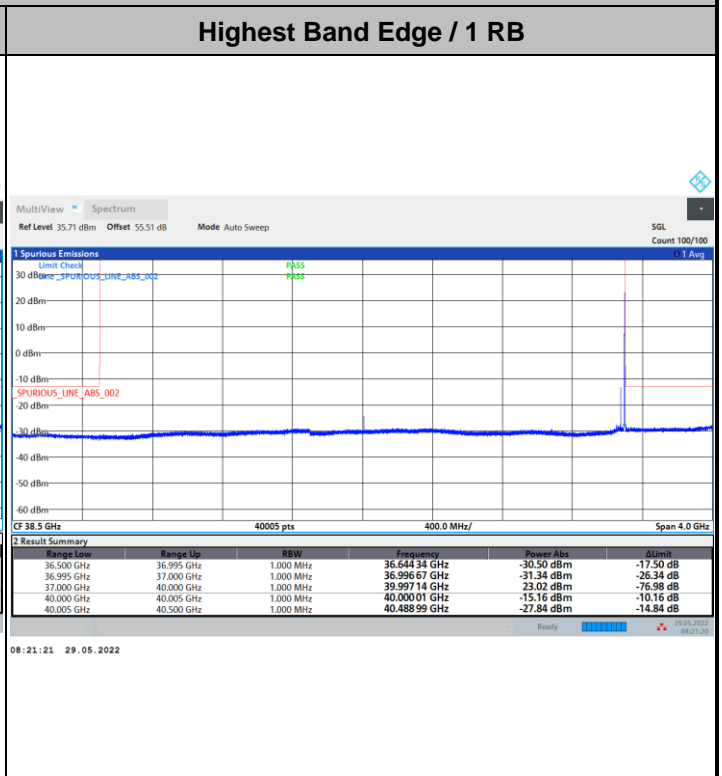 Highest Band Edge / 1 RB
MultiView Spectrum
Ref Level 35.71 dBm Offset 55.51 dB Mode Auto Sweep SGL
Count 100/100
1 Spurious Emissions 1 Avg
Limit Check PASS
30 dBm Line _SPURIOUS_LINE_ABS_002 PASS
20 dBm
10 dBm
0 dBm
-10 dBm
_SPURIOUS_LINE_ABS_002
-20 dBm
-30 dBm
-40 dBm
-50 dBm
-60 dBm
CF 38.5 GHz 40005 pts 400.0 MHz/ Span 4.0 GHz
2 Result Summary
Range Low Range Up RBW Frequency Power Abs ΔLimit
36.500 GHz 36.995 GHz 1.000 MHz 36.644 34 GHz -30.50 dBm -17.50 dB
36.995 GHz 37.000 GHz 1.000 MHz 36.996 67 GHz -31.34 dBm -26.34 dB
37.000 GHz 40.000 GHz 1.000 MHz 39.997 14 GHz 23.02 dBm -76.98 dB
40.000 GHz 40.005 GHz 1.000 MHz 40.000 01 GHz -15.16 dBm -10.16 dB
40.005 GHz 40.500 GHz 1.000 MHz 40.488 99 GHz -27.84 dBm -14.84 dB
Ready 29.05.2022
08:21:20
08:21:21 29.05.2022